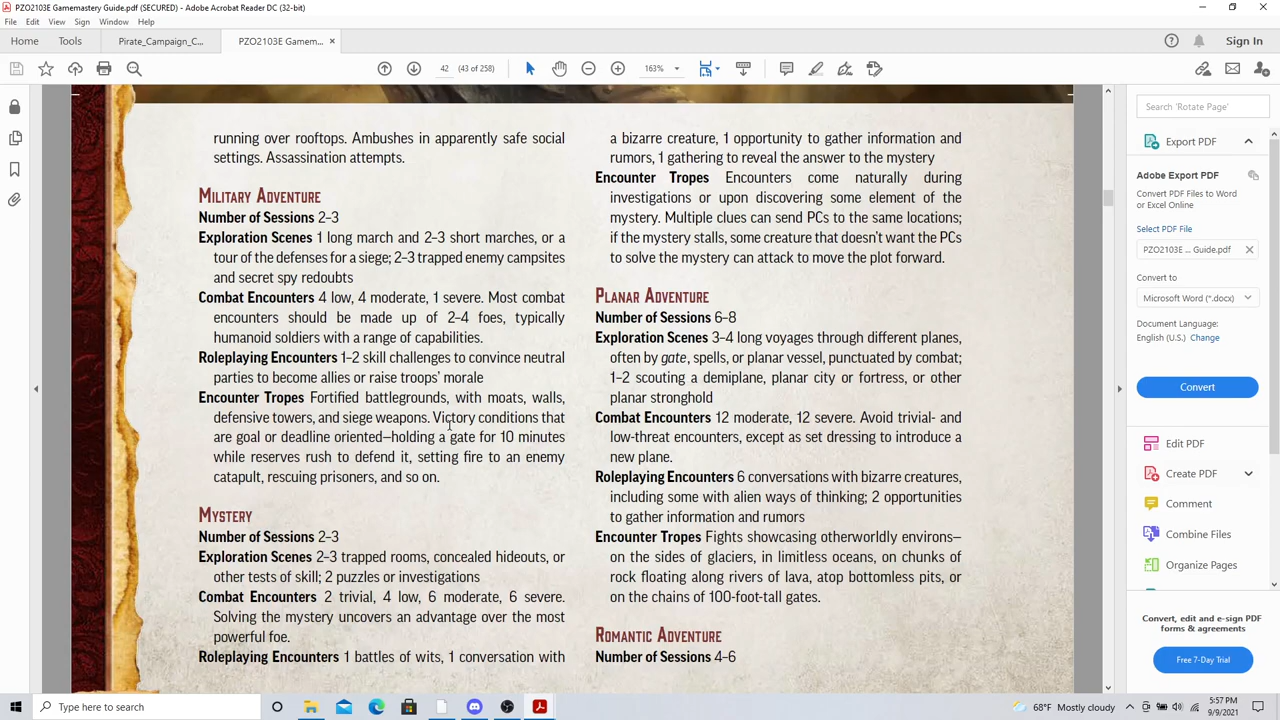 PZO2103E Gamemastery Guide.pdf (SECURED) - Adobe Acrobat Reader DC (32-bit)
File Edit View Sign Window Help
Home Tools Pirate_Campaign_C... PZO2103E Gamem... × Sign In
42 (43 of 258) 163%
running over rooftops. Ambushes in apparently safe social
settings. Assassination attempts.
Military Adventure
Number of Sessions 2–3
Exploration Scenes 1 long march and 2–3 short marches, or a
tour of the defenses for a siege; 2–3 trapped enemy campsites
and secret spy redoubts
Combat Encounters 4 low, 4 moderate, 1 severe. Most combat
encounters should be made up of 2–4 foes, typically
humanoid soldiers with a range of capabilities.
Roleplaying Encounters 1–2 skill challenges to convince neutral
parties to become allies or raise troops’ morale
Encounter Tropes Fortified battlegrounds, with moats, walls,
defensive towers, and siege weapons. Victory conditions that
are goal or deadline oriented—holding a gate for 10 minutes
while reserves rush to defend it, setting fire to an enemy
catapult, rescuing prisoners, and so on.
Mystery
Number of Sessions 2–3
Exploration Scenes 2–3 trapped rooms, concealed hideouts, or
other tests of skill; 2 puzzles or investigations
Combat Encounters 2 trivial, 4 low, 6 moderate, 6 severe.
Solving the mystery uncovers an advantage over the most
powerful foe.
Roleplaying Encounters 1 battles of wits, 1 conversation with
a bizarre creature, 1 opportunity to gather information and
rumors, 1 gathering to reveal the answer to the mystery
Encounter Tropes Encounters come naturally during
investigations or upon discovering some element of the
mystery. Multiple clues can send PCs to the same locations;
if the mystery stalls, some creature that doesn’t want the PCs
to solve the mystery can attack to move the plot forward.
Planar Adventure
Number of Sessions 6–8
Exploration Scenes 3–4 long voyages through different planes,
often by gate, spells, or planar vessel, punctuated by combat;
1–2 scouting a demiplane, planar city or fortress, or other
planar stronghold
Combat Encounters 12 moderate, 12 severe. Avoid trivial- and
low-threat encounters, except as set dressing to introduce a
new plane.
Roleplaying Encounters 6 conversations with bizarre creatures,
including some with alien ways of thinking; 2 opportunities
to gather information and rumors
Encounter Tropes Fights showcasing otherworldly environs—
on the sides of glaciers, in limitless oceans, on chunks of
rock floating along rivers of lava, atop bottomless pits, or
on the chains of 100-foot-tall gates.
Romantic Adventure
Number of Sessions 4–6
Search 'Rotate Page'
Export PDF
Adobe Export PDF
Convert PDF Files to Word
or Excel Online
Select PDF File
PZO2103E ... Guide.pdf
Convert to
Microsoft Word (*.docx)
Document Language:
English (U.S.) Change
Convert
Edit PDF
Create PDF
Comment
Combine Files
Organize Pages
Convert, edit and e-sign PDF
forms & agreements
Free 7-Day Trial
Type here to search
68°F Mostly cloudy
5:57 PM
9/9/2021